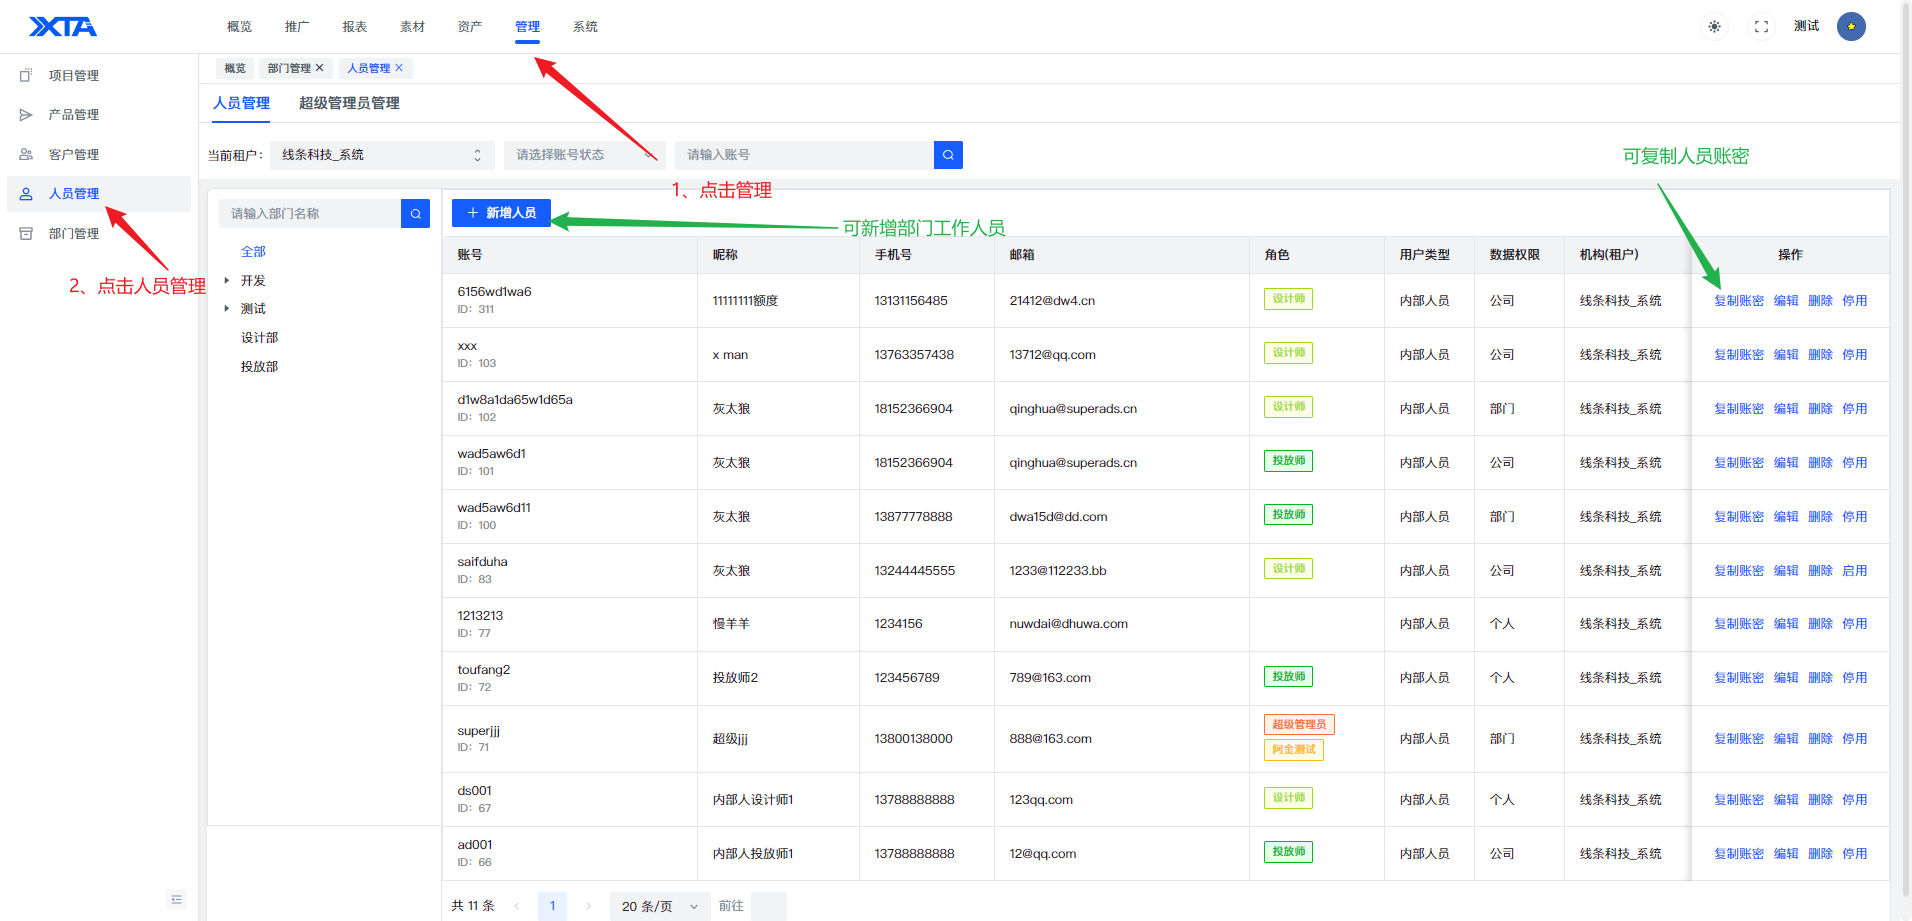 XTA
概览 推广 报表 素材 资产 管理 系统
测试
项目管理
产品管理
客户管理
人员管理
部门管理
概览 部门管理 人员管理
人员管理 超级管理员管理
当前租户： 线条科技_系统 请选择账号状态 请输入账号
1、点击管理
2、点击人员管理
可复制人员账密
可新增部门工作人员
请输入部门名称
全部
开发
测试
设计部
投放部
新增人员
账号 昵称 手机号 邮箱 角色 用户类型 数据权限 机构(租户) 操作
6156wd1wa6
ID：311
11111111额度 13131156485 21412@dw4.cn 设计师 内部人员 公司 线条科技_系统 复制账密 编辑 删除 停用
xxx
ID：103
x man 13763357438 13712@qq.com 设计师 内部人员 公司 线条科技_系统 复制账密 编辑 删除 停用
d1w8a1da65w1d65a
ID：102
灰太狼 18152366904 qinghua@superads.cn 设计师 内部人员 部门 线条科技_系统 复制账密 编辑 删除 停用
wad5aw6d1
ID：101
灰太狼 18152366904 qinghua@superads.cn 投放师 内部人员 公司 线条科技_系统 复制账密 编辑 删除 停用
wad5aw6d11
ID：100
灰太狼 13877778888 dwa15d@dd.com 投放师 内部人员 部门 线条科技_系统 复制账密 编辑 删除 停用
saifduha
ID：83
灰太狼 13244445555 1233@112233.bb 设计师 内部人员 公司 线条科技_系统 复制账密 编辑 删除 启用
1213213
ID：77
慢羊羊 1234156 nuwdai@dhuwa.com 内部人员 个人 线条科技_系统 复制账密 编辑 删除 停用
toufang2
ID：72
投放师2 123456789 789@163.com 投放师 内部人员 个人 线条科技_系统 复制账密 编辑 删除 停用
superjjj
ID：71
超级jjj 13800138000 888@163.com 超级管理员 阿金测试 内部人员 部门 线条科技_系统 复制账密 编辑 删除 停用
ds001
ID：67
内部人设计师1 13788888888 123qq.com 设计师 内部人员 个人 线条科技_系统 复制账密 编辑 删除 停用
ad001
ID：66
内部人投放师1 13788888888 12@qq.com 投放师 内部人员 公司 线条科技_系统 复制账密 编辑 删除 停用
共 11 条 1 20 条/页 前往